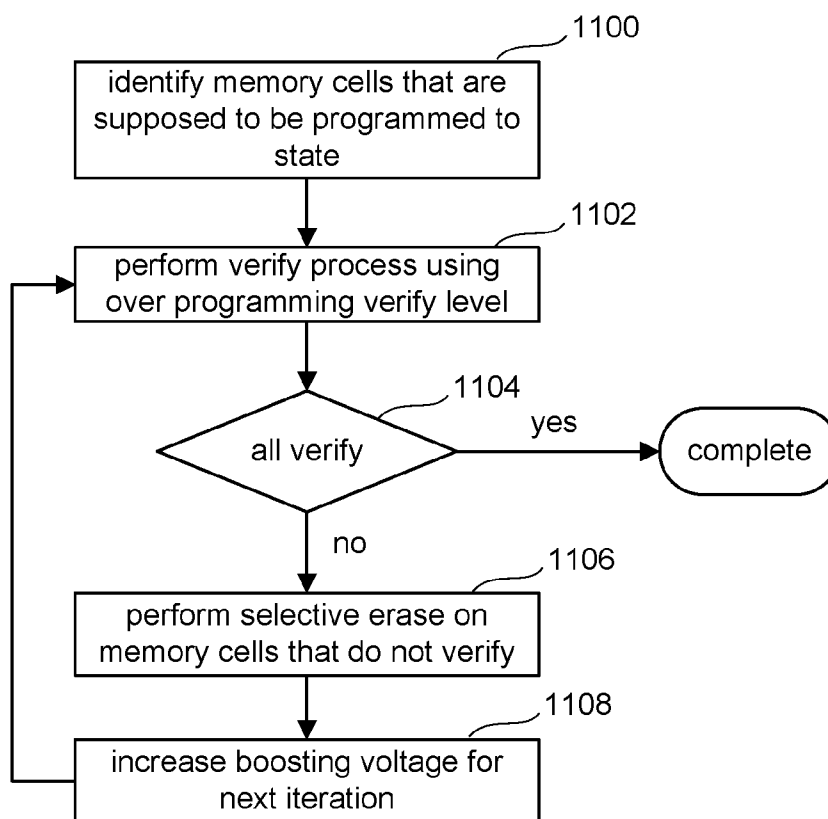 1100
identify memory cells that are
supposed to be programmed to
state
1102
perform verify process using
over programming verify level
1104
all verify
yes
complete
no
1106
perform selective erase on
memory cells that do not verify
1108
increase boosting voltage for
next iteration